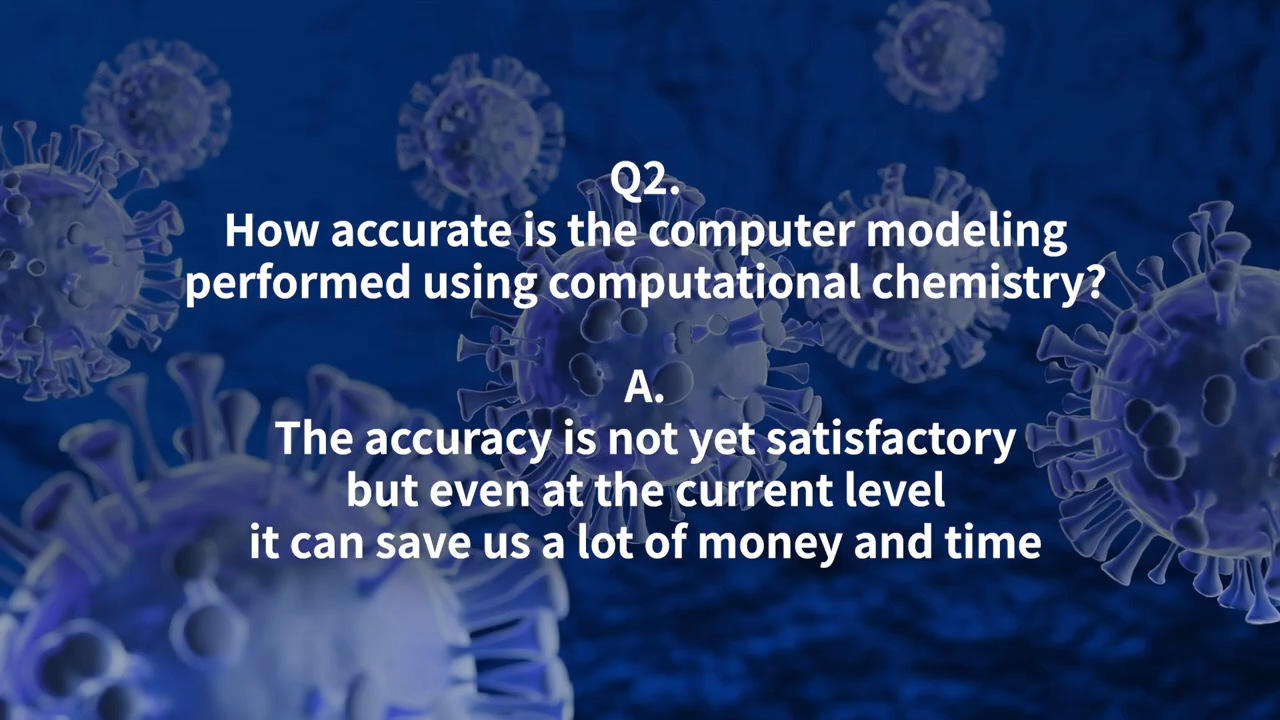 Q2.
How accurate is the computer modeling
performed using computational chemistry?
A.
The accuracy is not yet satisfactory
but even at the current level
it can save us a lot of money and time